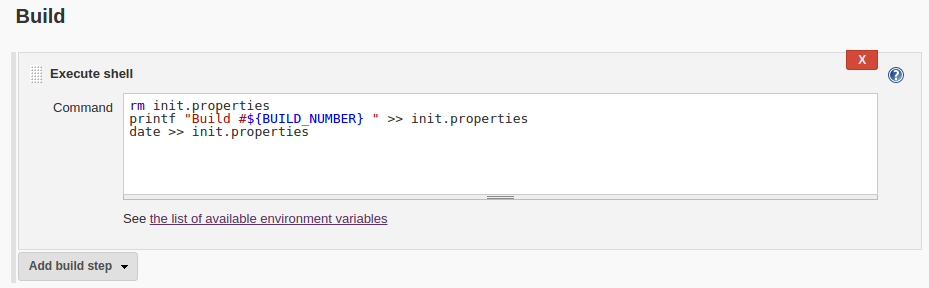 Build
X
Execute shell
?
Command
rm init.properties
printf "Build #${BUILD_NUMBER} " >> init.properties
date >> init.properties
See the list of available environment variables
Add build step